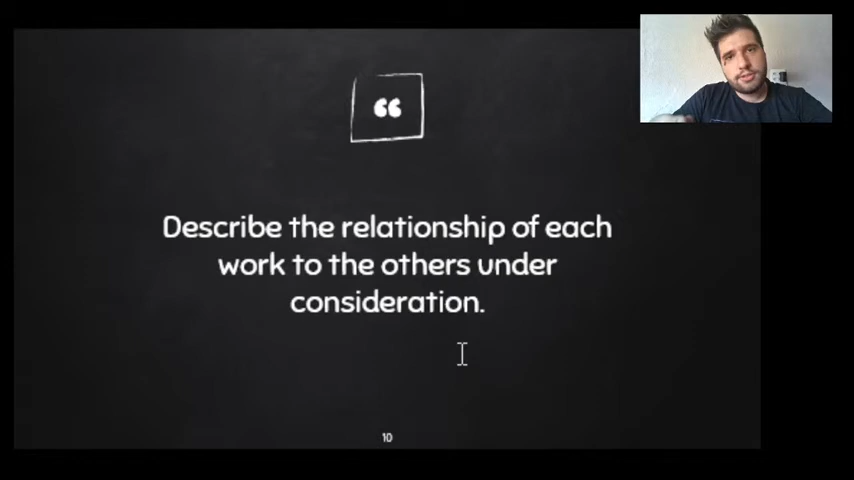 “
Describe the relationship of each
work to the others under
consideration.
10